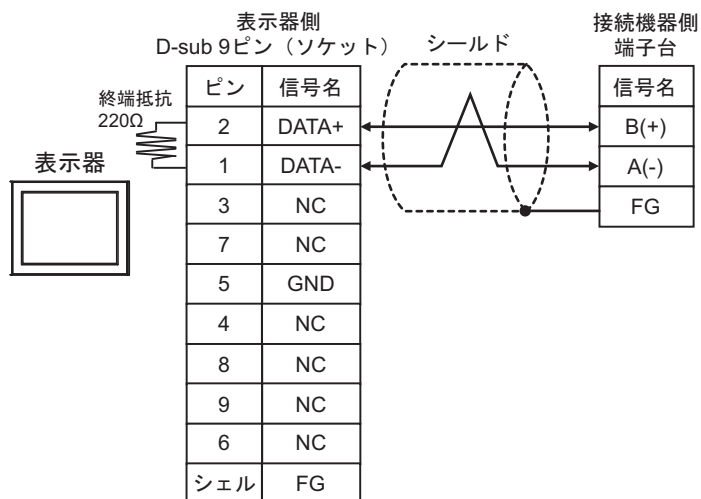 表示器側
D-sub 9ピン（ソケット）
シールド
接続機器側
端子台
終端抵抗
220Ω
表示器
ピン 信号名
2 DATA+
1 DATA-
3 NC
7 NC
5 GND
4 NC
8 NC
9 NC
6 NC
シェル FG
信号名
B(+)
A(-)
FG